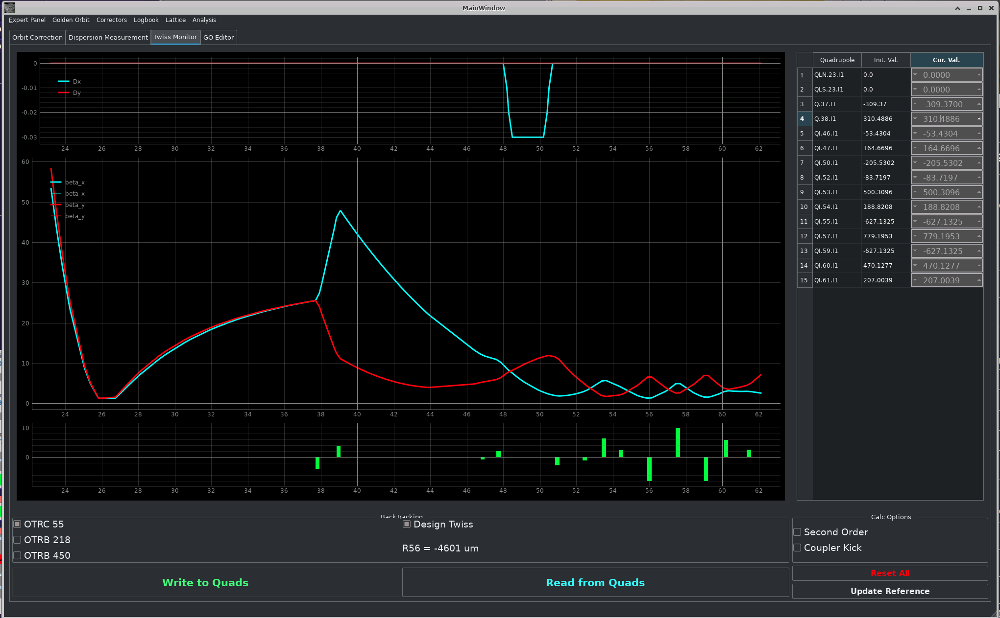 MainWindow
Expert Panel Golden Orbit Correctors Logbook Lattice Analysis
Orbit Correction Dispersion Measurement Twiss Monitor GO Editor
0
-0.01
-0.02
-0.03
Dx
Dy
24 26 28 30 32 34 36 38 40 42 44 46 48 50 52 54 56 58 60 62
60
50
40
30
20
10
0
beta_x
beta_x
beta_y
beta_y
24 26 28 30 32 34 36 38 40 42 44 46 48 50 52 54 56 58 60 62
10
0
24 26 28 30 32 34 36 38 40 42 44 46 48 50 52 54 56 58 60 62
Quadrupole Init. Val. Cur. Val.
1 QLN.23.I1 0.0 0.0000
2 QLS.23.I1 0.0 0.0000
3 Q.37.I1 -309.37 -309.3700
4 Q.38.I1 310.4886 310.4886
5 QI.46.I1 -53.4304 -53.4304
6 QI.47.I1 164.6696 164.6696
7 QI.50.I1 -205.5302 -205.5302
8 QI.52.I1 -83.7197 -83.7197
9 QI.53.I1 500.3096 500.3096
10 QI.54.I1 188.8208 188.8208
11 QI.55.I1 -627.1325 -627.1325
12 QI.57.I1 779.1953 779.1953
13 QI.59.I1 -627.1325 -627.1325
14 QI.60.I1 470.1277 470.1277
15 QI.61.I1 207.0039 207.0039
BackTracking
OTRC 55
OTRB 218
OTRB 450
Design Twiss
R56 = -4601 um
Calc Options
Second Order
Coupler Kick
Write to Quads
Read from Quads
Reset All
Update Reference